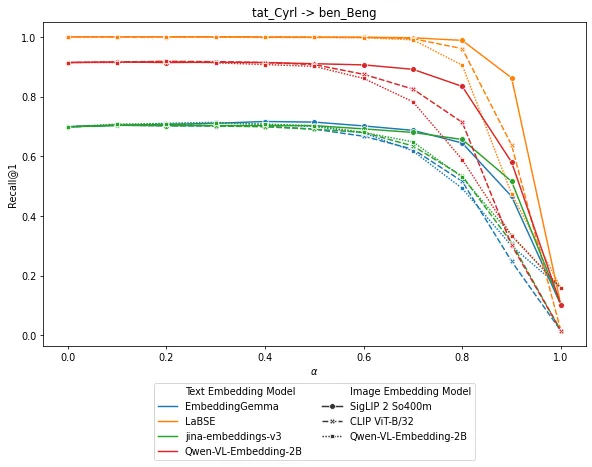 tat_Cyrl -> ben_Beng
Recall@1
1.0
0.8
0.6
0.4
0.2
0.0
0.0 0.2 0.4 0.6 0.8 1.0
α
Text Embedding Model Image Embedding Model
EmbeddingGemma SigLIP 2 So400m
LaBSE CLIP ViT-B/32
jina-embeddings-v3 Qwen-VL-Embedding-2B
Qwen-VL-Embedding-2B